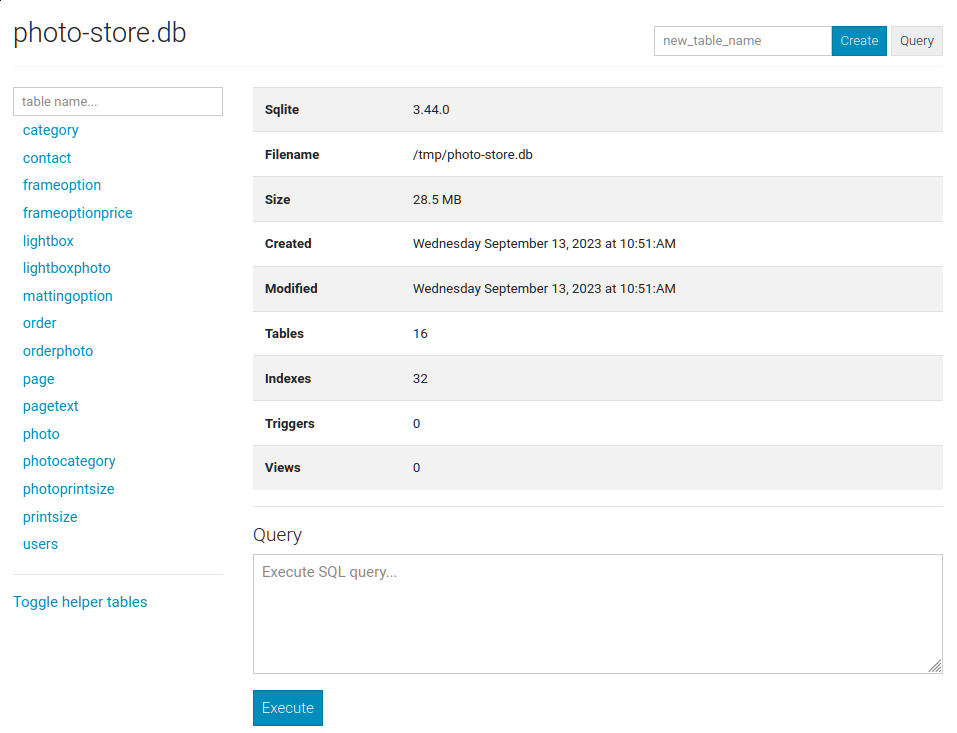 photo-store.db
new_table_name Create Query
table name...
category
contact
frameoption
frameoptionprice
lightbox
lightboxphoto
mattingoption
order
orderphoto
page
pagetext
photo
photocategory
photoprintsize
printsize
users
Toggle helper tables
Sqlite 3.44.0
Filename /tmp/photo-store.db
Size 28.5 MB
Created Wednesday September 13, 2023 at 10:51:AM
Modified Wednesday September 13, 2023 at 10:51:AM
Tables 16
Indexes 32
Triggers 0
Views 0
Query
Execute SQL query...
Execute